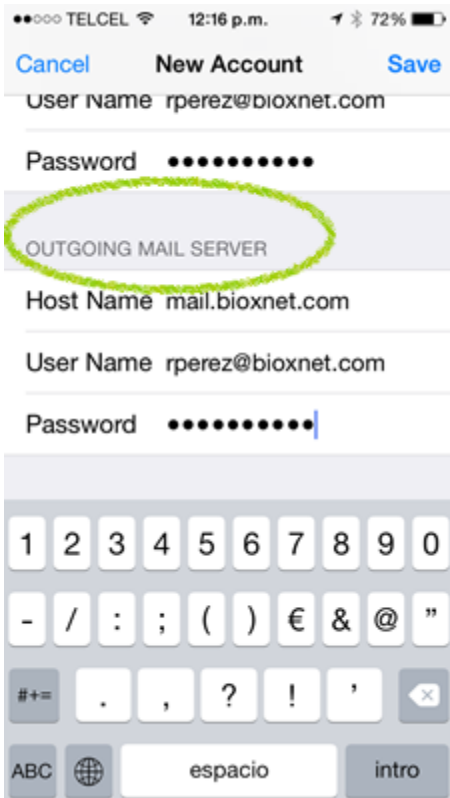 TELCEL 12:16 p.m. 72%
Cancel New Account Save
User Name rperez@bioxnet.com
Password ••••••••••
OUTGOING MAIL SERVER
Host Name mail.bioxnet.com
User Name rperez@bioxnet.com
Password ••••••••••
1 2 3 4 5 6 7 8 9 0
- / : ; ( ) € & @ "
#+= . , ? ! '
ABC espacio intro